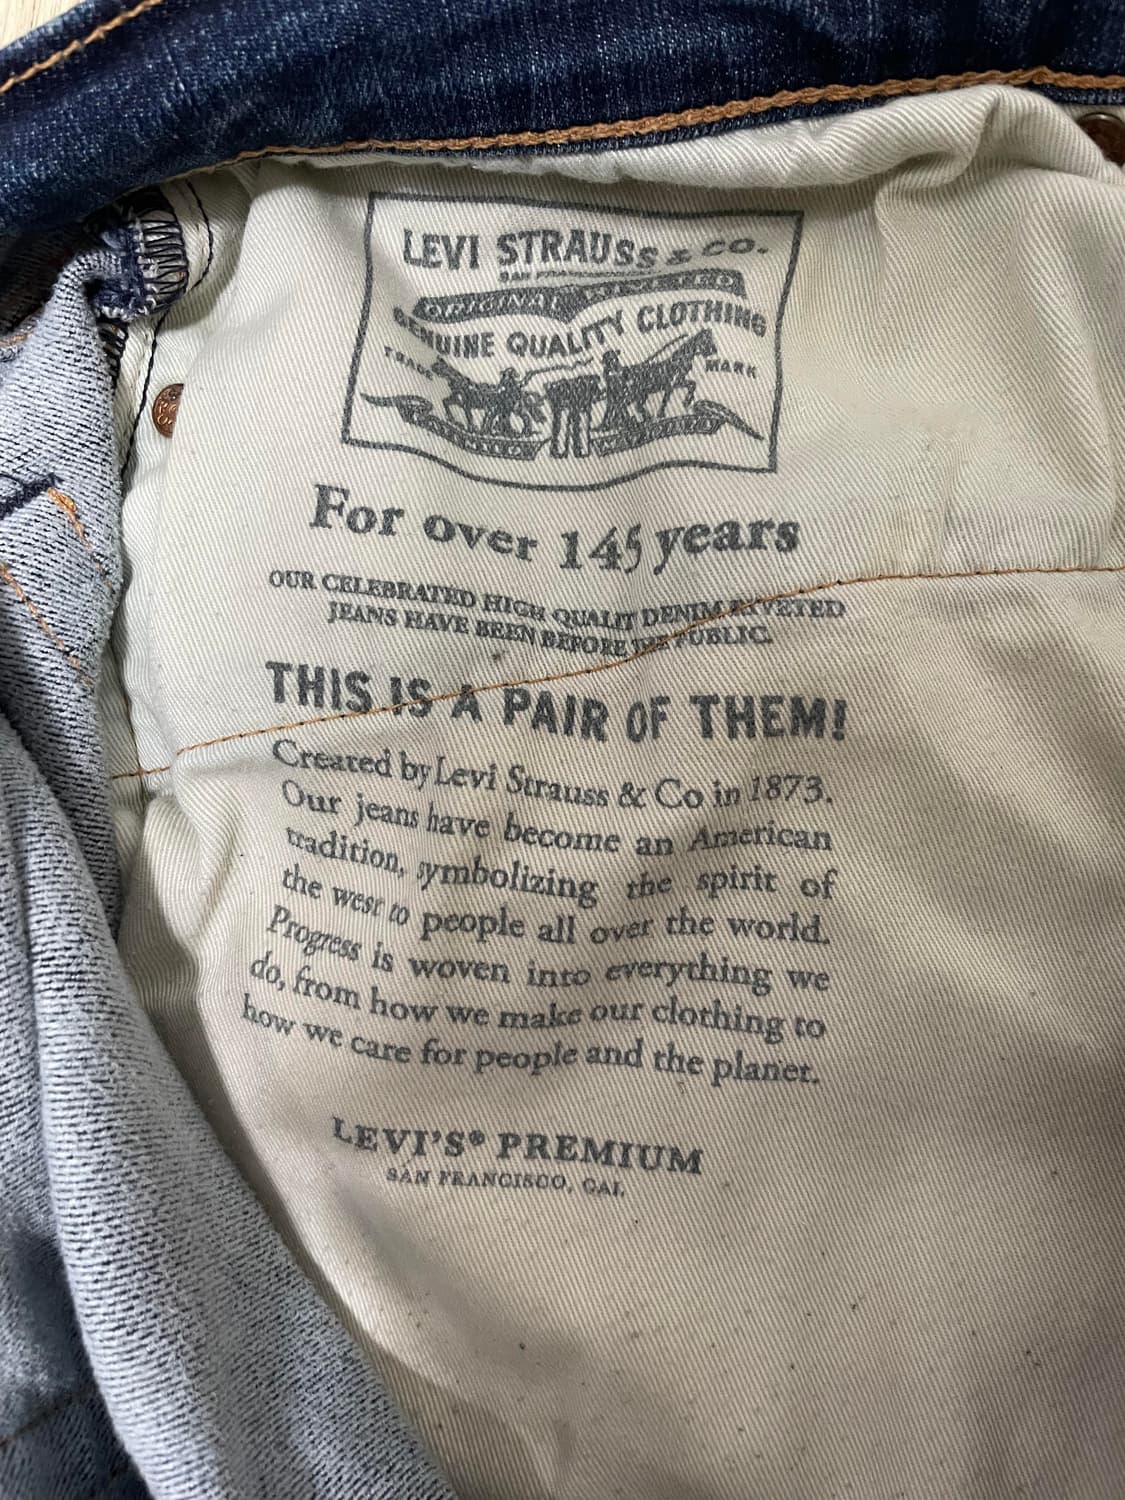 LEVI STRAUSS & CO.
SAN FRANCISCO
ORIGINAL RIVETED
GENUINE QUALITY CLOTHING
TRADE MARK
For over 145 years
OUR CELEBRATED HIGH QUALIT DENIM RIVETED
JEANS HAVE BEEN BEFORE THE PUBLIC.
THIS IS A PAIR OF THEM!
Created by Levi Strauss & Co in 1873.
Our jeans have become an American
tradition, symbolizing the spirit of
the west to people all over the world.
Progress is woven into everything we
do, from how we make our clothing to
how we care for people and the planet.
LEVI'S® PREMIUM
SAN FRANCISCO, CAL.